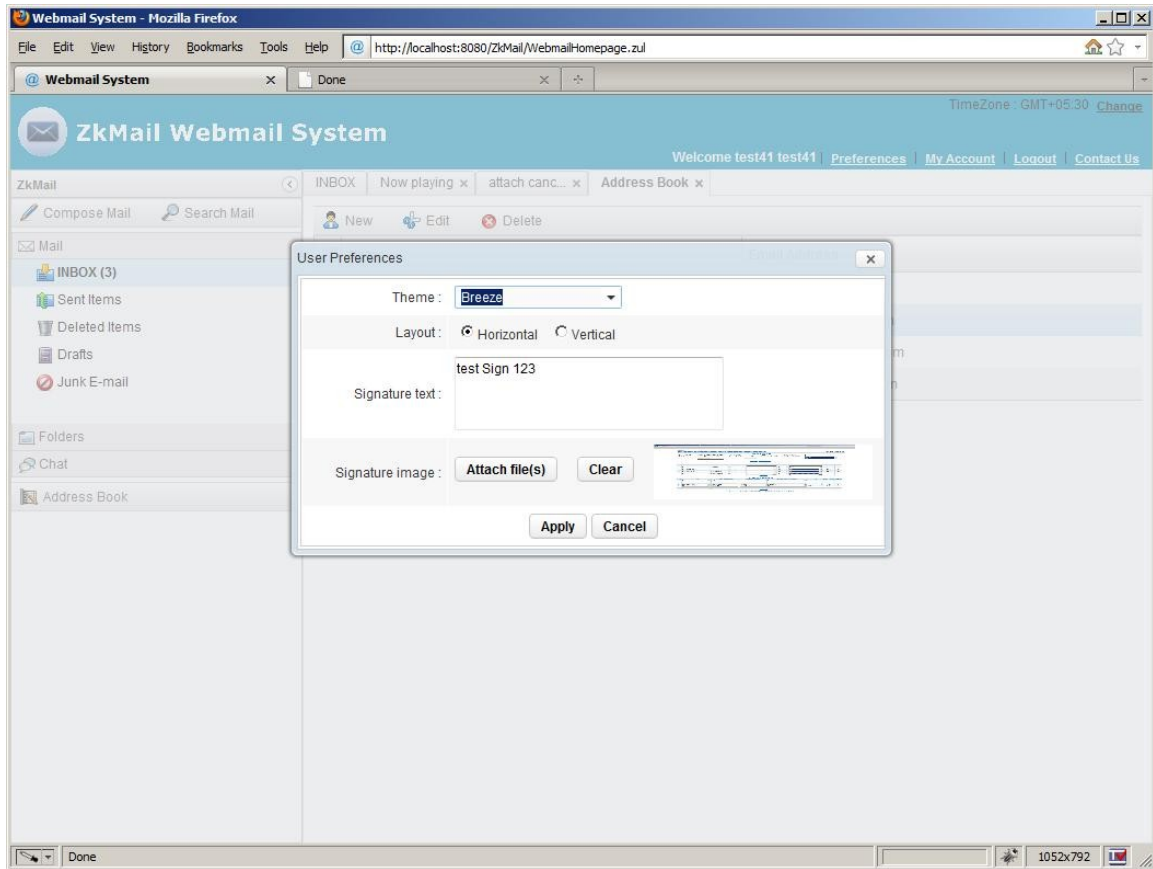 Webmail System - Mozilla Firefox
File Edit View History Bookmarks Tools Help @ http://localhost:8080/ZkMail/WebmailHomepage.zul
@ Webmail System Done
TimeZone : GMT+05:30 Change
ZkMail Webmail System
Welcome test41 test41 | Preferences | My Account | Logout | Contact Us
ZkMail INBOX Now playing x attach canc... x Address Book x
Compose Mail Search Mail New Edit Delete
Mail
User Preferences
INBOX (3)
Theme : Breeze
Sent Items
Deleted Items
Layout : Horizontal Vertical
Drafts
Junk E-mail
Signature text : test Sign 123
Folders
Chat
Signature image : Attach file(s) Clear
Address Book
Apply Cancel
Done 1052x792